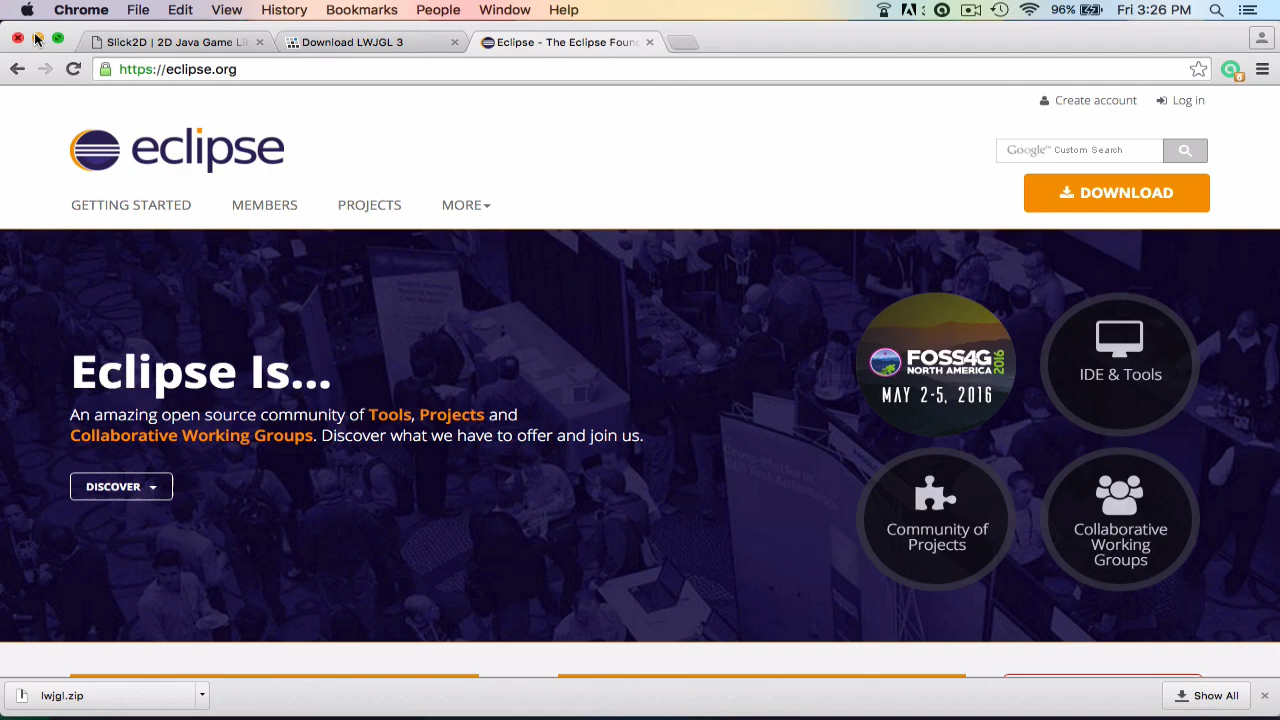 Chrome File Edit View History Bookmarks People Window Help 96% Fri 3:26 PM
Slick2D | 2D Java Game Lib
Download LWJGL 3
Eclipse - The Eclipse Foun
https://eclipse.org
6
Create account Log in
eclipse
Google™ Custom Search
GETTING STARTED MEMBERS PROJECTS MORE
DOWNLOAD
Eclipse Is...
An amazing open source community of Tools, Projects and
Collaborative Working Groups. Discover what we have to offer and join us.
DISCOVER
FOSS4G
NORTH AMERICA
2016
MAY 2-5, 2016
IDE & Tools
Community of
Projects
Collaborative
Working
Groups
lwjgl.zip
Show All